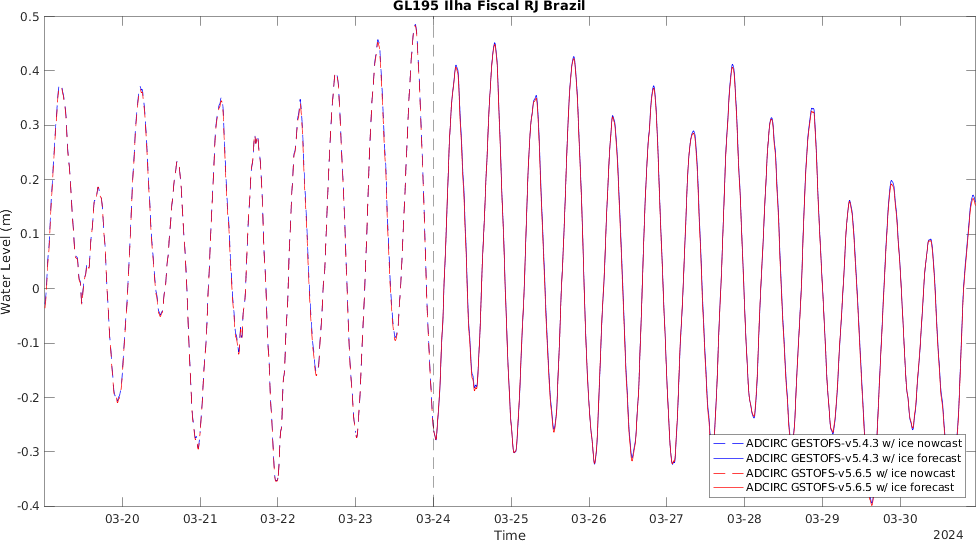 GL195 Ilha Fiscal RJ Brazil
0.5
0.4
0.3
0.2
0.1
0
-0.1
-0.2
-0.3
-0.4
Water Level (m)
ADCIRC GESTOFS-v5.4.3 w/ ice nowcast
ADCIRC GESTOFS-v5.4.3 w/ ice forecast
ADCIRC GSTOFS-v5.6.5 w/ ice nowcast
ADCIRC GSTOFS-v5.6.5 w/ ice forecast
03-20 03-21 03-22 03-23 03-24 03-25 03-26 03-27 03-28 03-29 03-30
Time
2024